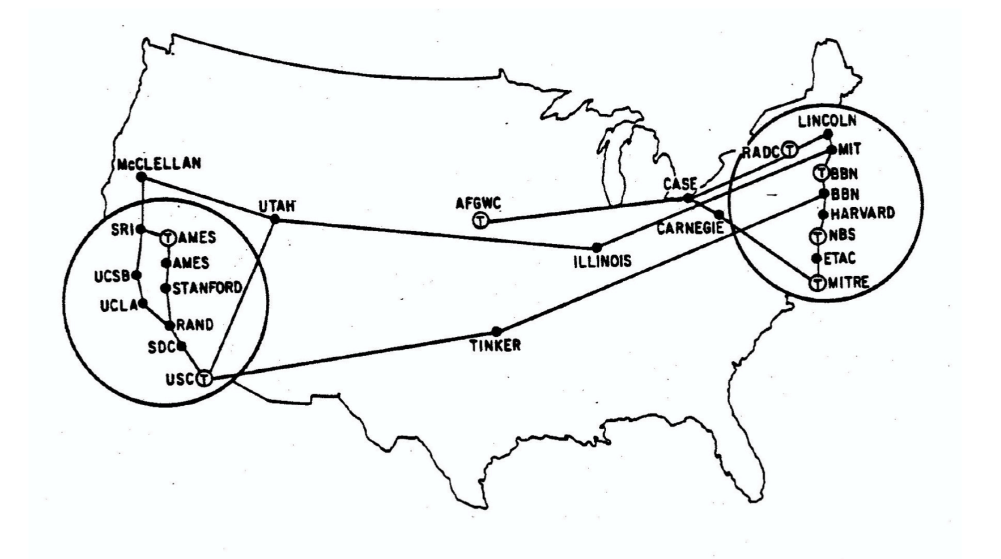 LINCOLN
RADC T
MIT
T BBN
BBN
HARVARD
T NBS
ETAC
T MITRE
McCLELLAN
CASE
AFGWC
T
UTAH
CARNEGIE
ILLINOIS
SRI
T AMES
AMES
UCSB
STANFORD
UCLA
RAND
SDC
USC T
TINKER